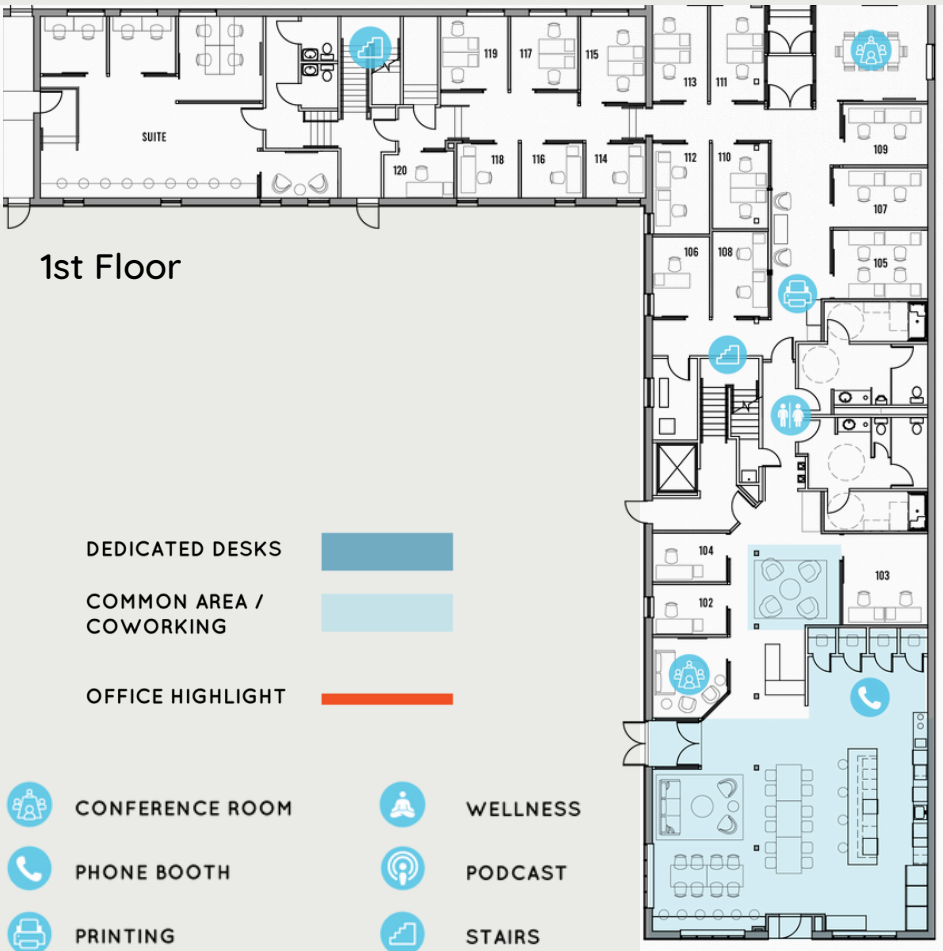 119
117
115
113
111
SUITE
109
120
118
116
114
112
110
107
106
108
105
1st Floor
DEDICATED DESKS
104
103
COMMON AREA /
COWORKING
102
OFFICE HIGHLIGHT
CONFERENCE ROOM
WELLNESS
PHONE BOOTH
PODCAST
PRINTING
STAIRS